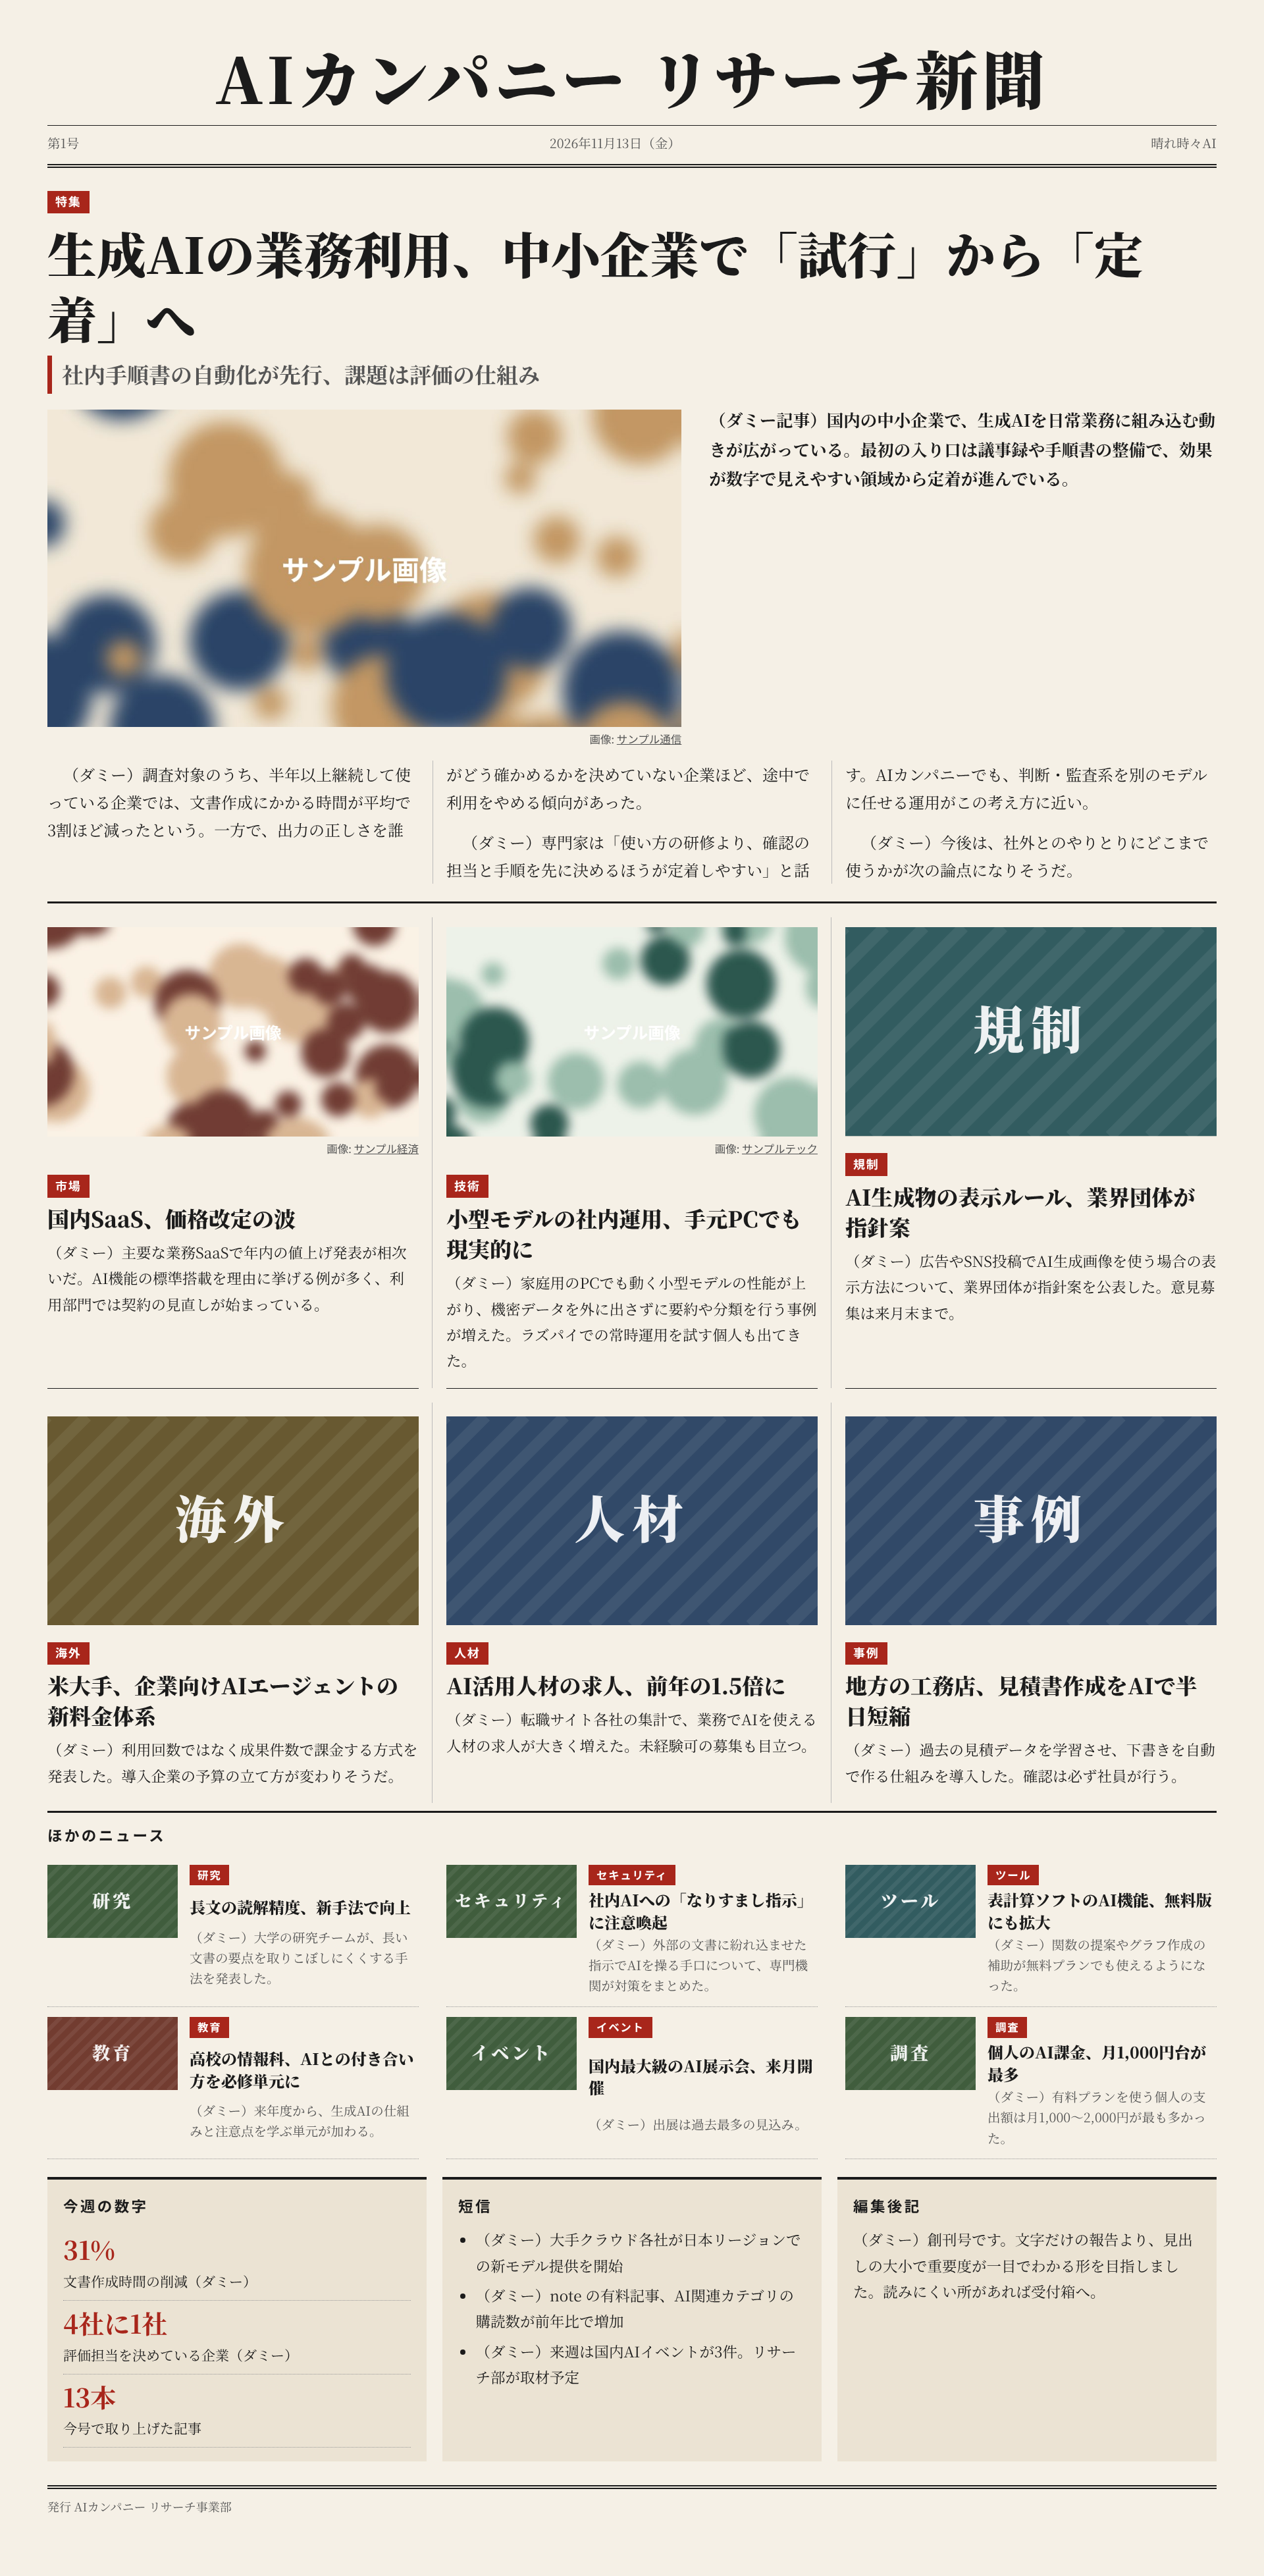 AIカンパニー リサーチ新聞
第1号
2026年11月13日（金）
晴れ時々AI
特集
生成AIの業務利用、中小企業で「試行」から「定
着」へ
社内手順書の自動化が先行、課題は評価の仕組み
サンプル画像
画像: サンプル通信
（ダミー記事）国内の中小企業で、生成AIを日常業務に組み込む動
きが広がっている。最初の入り口は議事録や手順書の整備で、効果
が数字で見えやすい領域から定着が進んでいる。
（ダミー）調査対象のうち、半年以上継続して使
っている企業では、文書作成にかかる時間が平均で
3割ほど減ったという。一方で、出力の正しさを誰
がどう確かめるかを決めていない企業ほど、途中で
利用をやめる傾向があった。
（ダミー）専門家は「使い方の研修より、確認の
担当と手順を先に決めるほうが定着しやすい」と話
す。AIカンパニーでも、判断・監査系を別のモデル
に任せる運用がこの考え方に近い。
（ダミー）今後は、社外とのやりとりにどこまで
使うかが次の論点になりそうだ。
サンプル画像
画像: サンプル経済
市場
国内SaaS、価格改定の波
（ダミー）主要な業務SaaSで年内の値上げ発表が相次
いだ。AI機能の標準搭載を理由に挙げる例が多く、利
用部門では契約の見直しが始まっている。
サンプル画像
画像: サンプルテック
技術
小型モデルの社内運用、手元PCでも
現実的に
（ダミー）家庭用のPCでも動く小型モデルの性能が上
がり、機密データを外に出さずに要約や分類を行う事例
が増えた。ラズパイでの常時運用を試す個人も出てき
た。
規制
規制
AI生成物の表示ルール、業界団体が
指針案
（ダミー）広告やSNS投稿でAI生成画像を使う場合の表
示方法について、業界団体が指針案を公表した。意見募
集は来月末まで。
海外
海外
米大手、企業向けAIエージェントの
新料金体系
（ダミー）利用回数ではなく成果件数で課金する方式を
発表した。導入企業の予算の立て方が変わりそうだ。
人材
人材
AI活用人材の求人、前年の1.5倍に
（ダミー）転職サイト各社の集計で、業務でAIを使える
人材の求人が大きく増えた。未経験可の募集も目立つ。
事例
事例
地方の工務店、見積書作成をAIで半
日短縮
（ダミー）過去の見積データを学習させ、下書きを自動
で作る仕組みを導入した。確認は必ず社員が行う。
ほかのニュース
研究
研究
長文の読解精度、新手法で向上
（ダミー）大学の研究チームが、長い
文書の要点を取りこぼしにくくする手
法を発表した。
セキュリティ
セキュリティ
社内AIへの「なりすまし指示」
に注意喚起
（ダミー）外部の文書に紛れ込ませた
指示でAIを操る手口について、専門機
関が対策をまとめた。
ツール
ツール
表計算ソフトのAI機能、無料版
にも拡大
（ダミー）関数の提案やグラフ作成の
補助が無料プランでも使えるようにな
った。
教育
教育
高校の情報科、AIとの付き合い
方を必修単元に
（ダミー）来年度から、生成AIの仕組
みと注意点を学ぶ単元が加わる。
イベント
イベント
国内最大級のAI展示会、来月開
催
（ダミー）出展は過去最多の見込み。
調査
調査
個人のAI課金、月1,000円台が
最多
（ダミー）有料プランを使う個人の支
出額は月1,000〜2,000円が最も多かっ
た。
今週の数字
31%
文書作成時間の削減（ダミー）
4社に1社
評価担当を決めている企業（ダミー）
13本
今号で取り上げた記事
短信
（ダミー）大手クラウド各社が日本リージョンで
の新モデル提供を開始
（ダミー）note の有料記事、AI関連カテゴリの
購読数が前年比で増加
（ダミー）来週は国内AIイベントが3件。リサー
チ部が取材予定
編集後記
（ダミー）創刊号です。文字だけの報告より、見出
しの大小で重要度が一目でわかる形を目指しまし
た。読みにくい所があれば受付箱へ。
発行 AIカンパニー リサーチ事業部